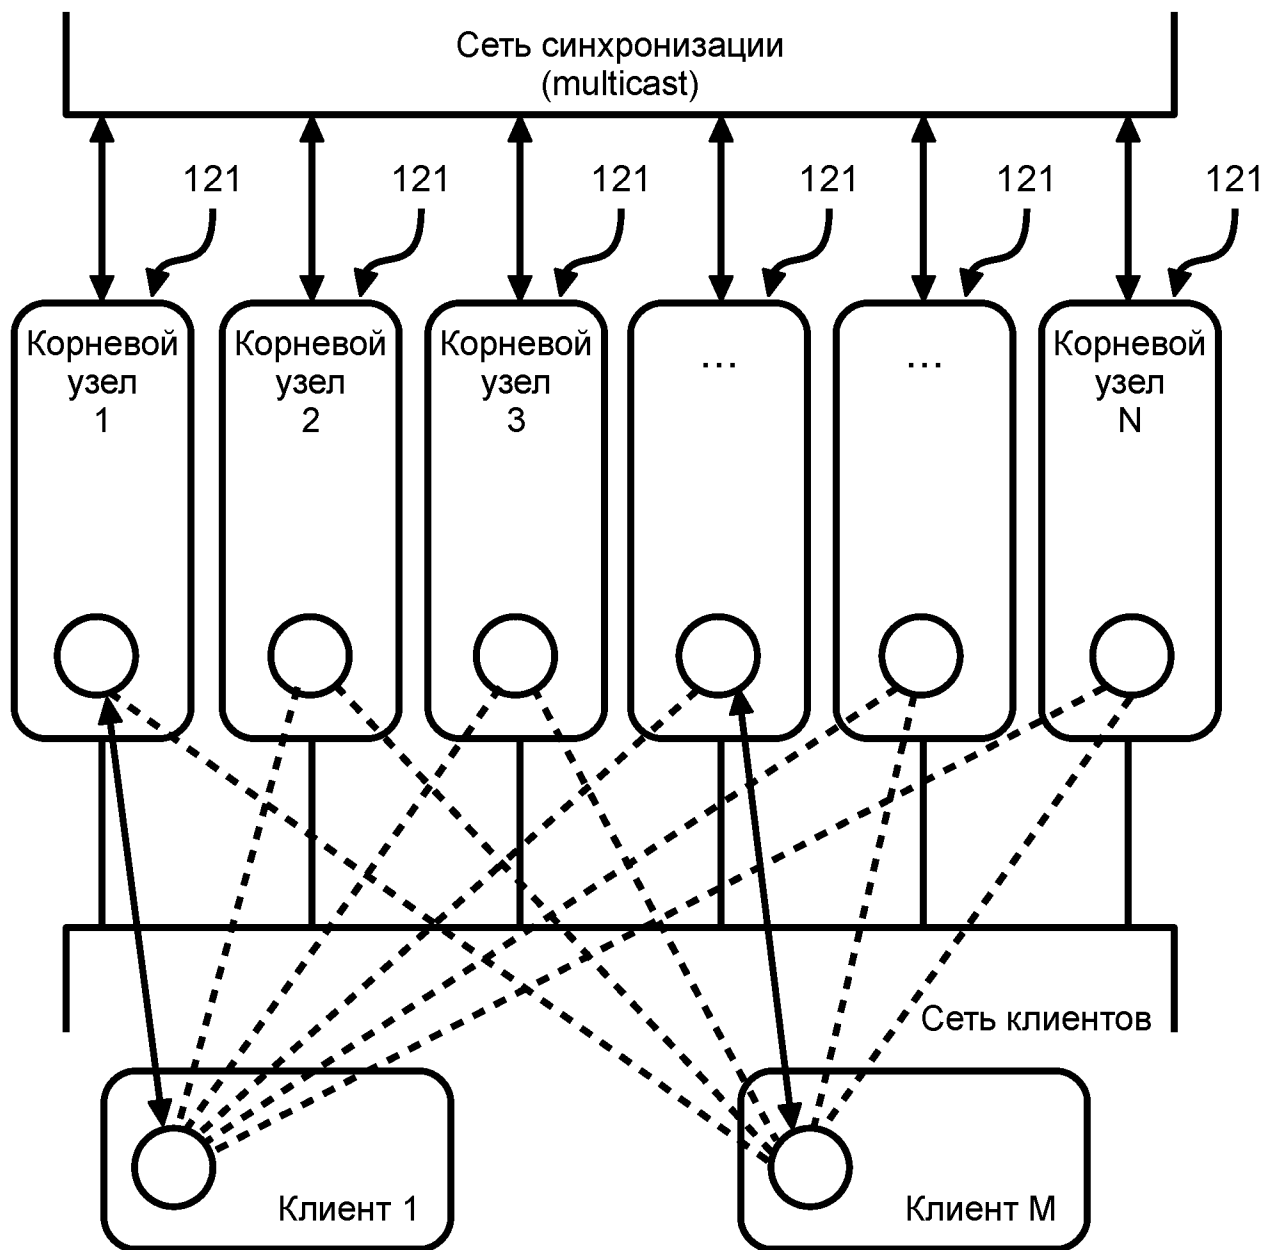 Сеть синхронизации
(multicast)
121
121
121
121
121
121
Корневой
узел
1
Корневой
узел
2
Корневой
узел
3
...
...
Корневой
узел
N
Сеть клиентов
Клиент 1
Клиент M